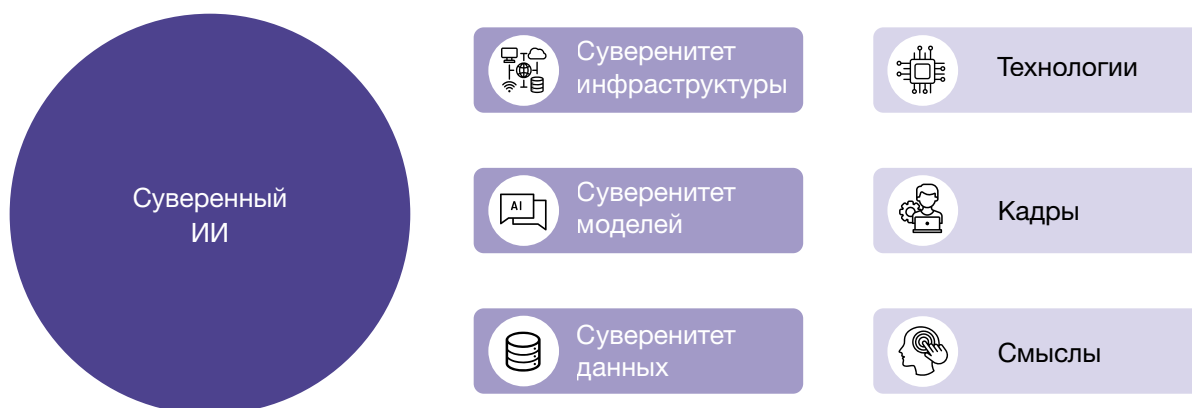 Суверенный
ИИ
Суверенитет
инфраструктуры
Суверенитет
моделей
AI
Суверенитет
данных
Технологии
Кадры
Смыслы